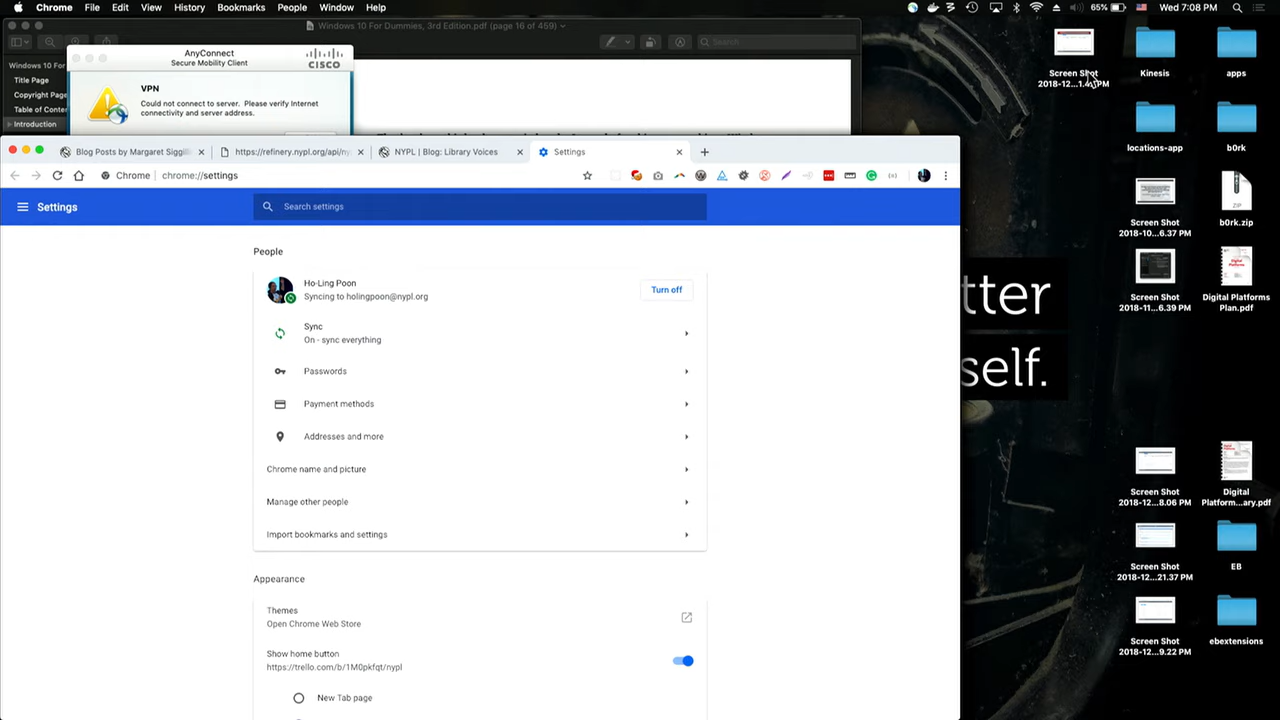 Chrome File Edit View History Bookmarks People Window Help
65% Wed 7:08 PM
Windows 10 For Dummies, 3rd Edition.pdf (page 16 of 459)
Search
Windows 10
Title Page
Copyright Page
Table of Conten
Introduction
AnyConnect
Secure Mobility Client
CISCO
VPN
Could not connect to server. Please verify Internet
connectivity and server address.
Blog Posts by Margaret Siggill
https://refinery.nypl.org/api/ny
NYPL | Blog: Library Voices
Settings
Chrome chrome://settings
Settings
Search settings
People
Ho-Ling Poon
Syncing to holingpoon@nypl.org
Turn off
Sync
On - sync everything
Passwords
Payment methods
Addresses and more
Chrome name and picture
Manage other people
Import bookmarks and settings
Appearance
Themes
Open Chrome Web Store
Show home button
https://trello.com/b/1M0pkfqt/nypl
New Tab page
tter
self.
Screen Shot
Kinesis
apps
locations-app
b0rk
Screen Shot
2018-10...6.37 PM
ZIP
b0rk.zip
Screen Shot
2018-11...6.39 PM
Digital Platforms
Plan.pdf
Screen Shot
2018-12...8.06 PM
Digital
Platform...ary.pdf
Screen Shot
2018-12...21.37 PM
EB
Screen Shot
2018-12...9.22 PM
ebextensions